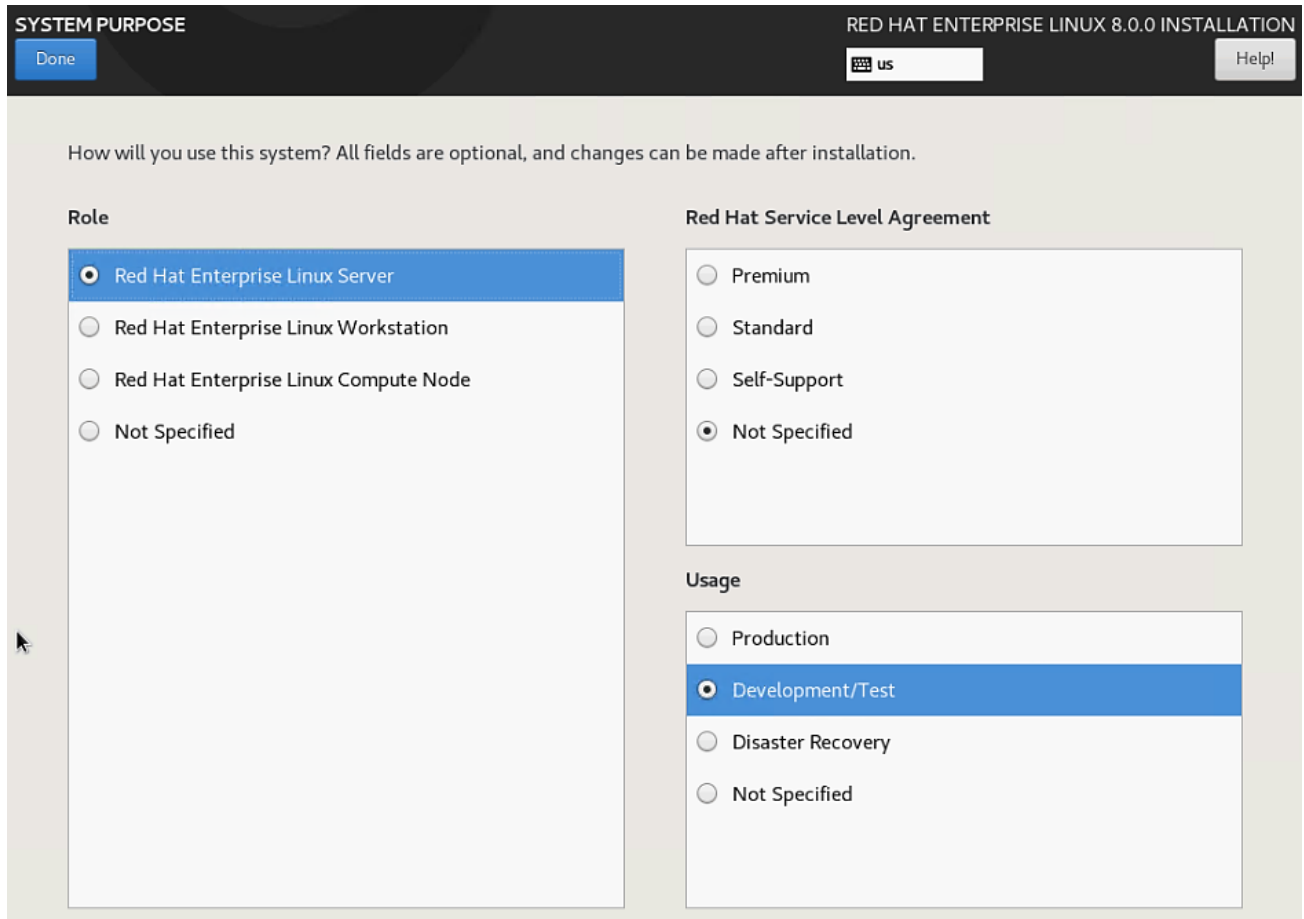 SYSTEM PURPOSE
RED HAT ENTERPRISE LINUX 8.0.0 INSTALLATION
Done
us
Help!
How will you use this system? All fields are optional, and changes can be made after installation.
Role
Red Hat Enterprise Linux Server
Red Hat Enterprise Linux Workstation
Red Hat Enterprise Linux Compute Node
Not Specified
Red Hat Service Level Agreement
Premium
Standard
Self-Support
Not Specified
Usage
Production
Development/Test
Disaster Recovery
Not Specified